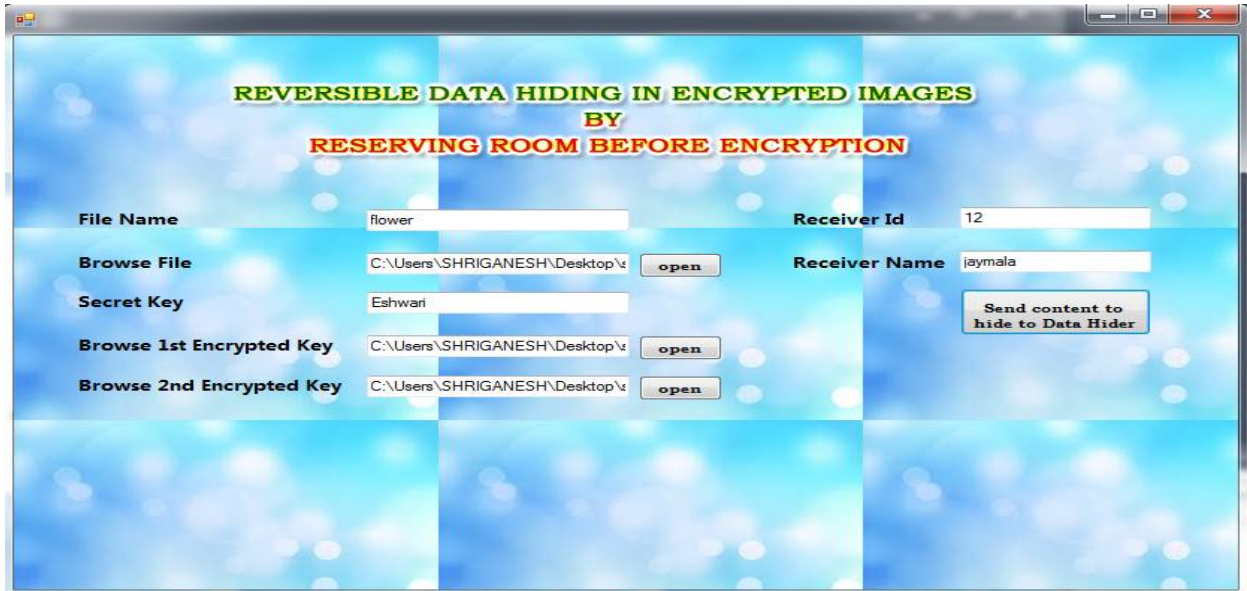 REVERSIBLE DATA HIDING IN ENCRYPTED IMAGES
BY
RESERVING ROOM BEFORE ENCRYPTION
File Name flower Receiver Id 12
Browse File C:\Users\SHRIGANESH\Desktop\ open Receiver Name jaymala
Secret Key Eshwari
Send content to
hide to Data Hider
Browse 1st Encrypted Key C:\Users\SHRIGANESH\Desktop\ open
Browse 2nd Encrypted Key C:\Users\SHRIGANESH\Desktop\ open